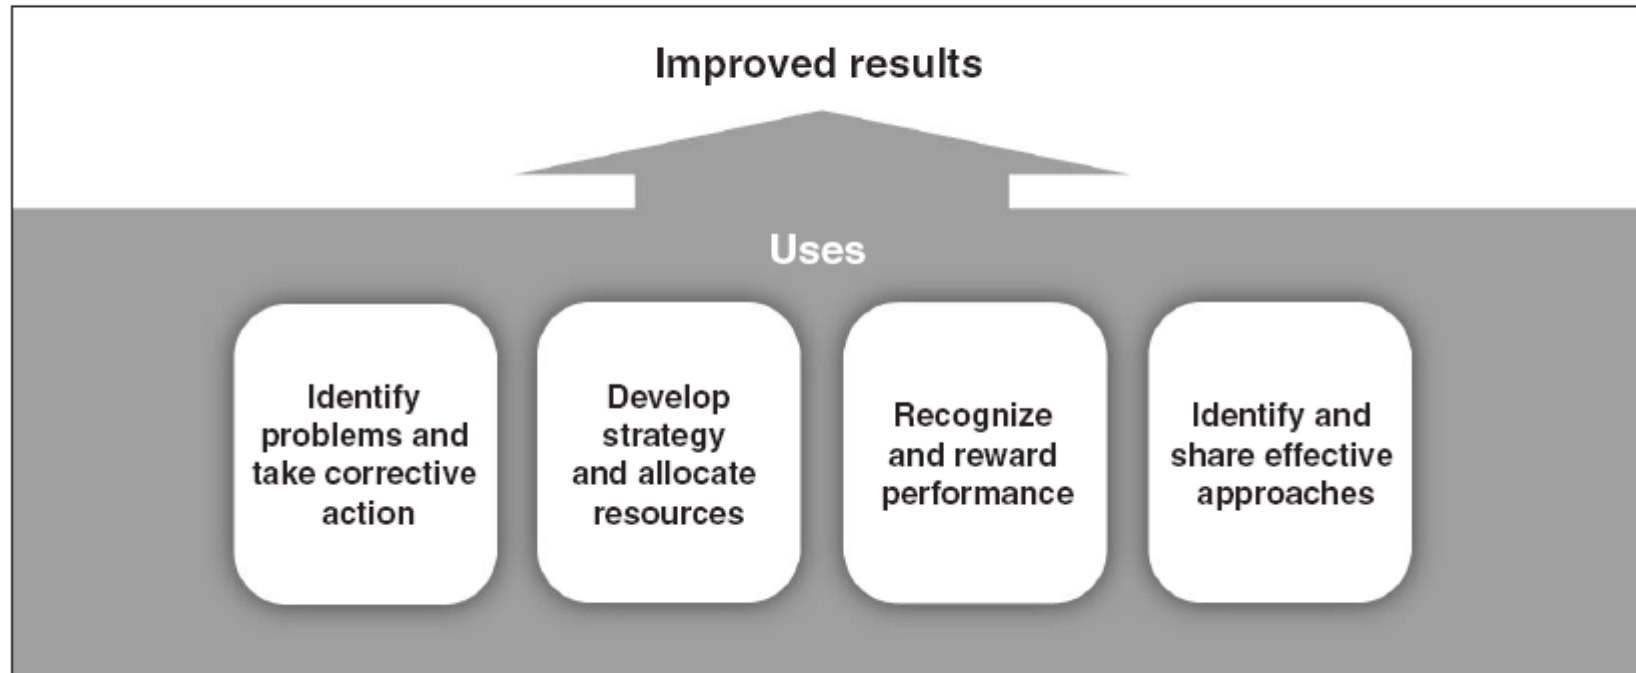 Improved results
Uses
Identify
problems and
take corrective
action
Develop
strategy
and allocate
resources
Recognize
and reward
performance
Identify and
share effective
approaches